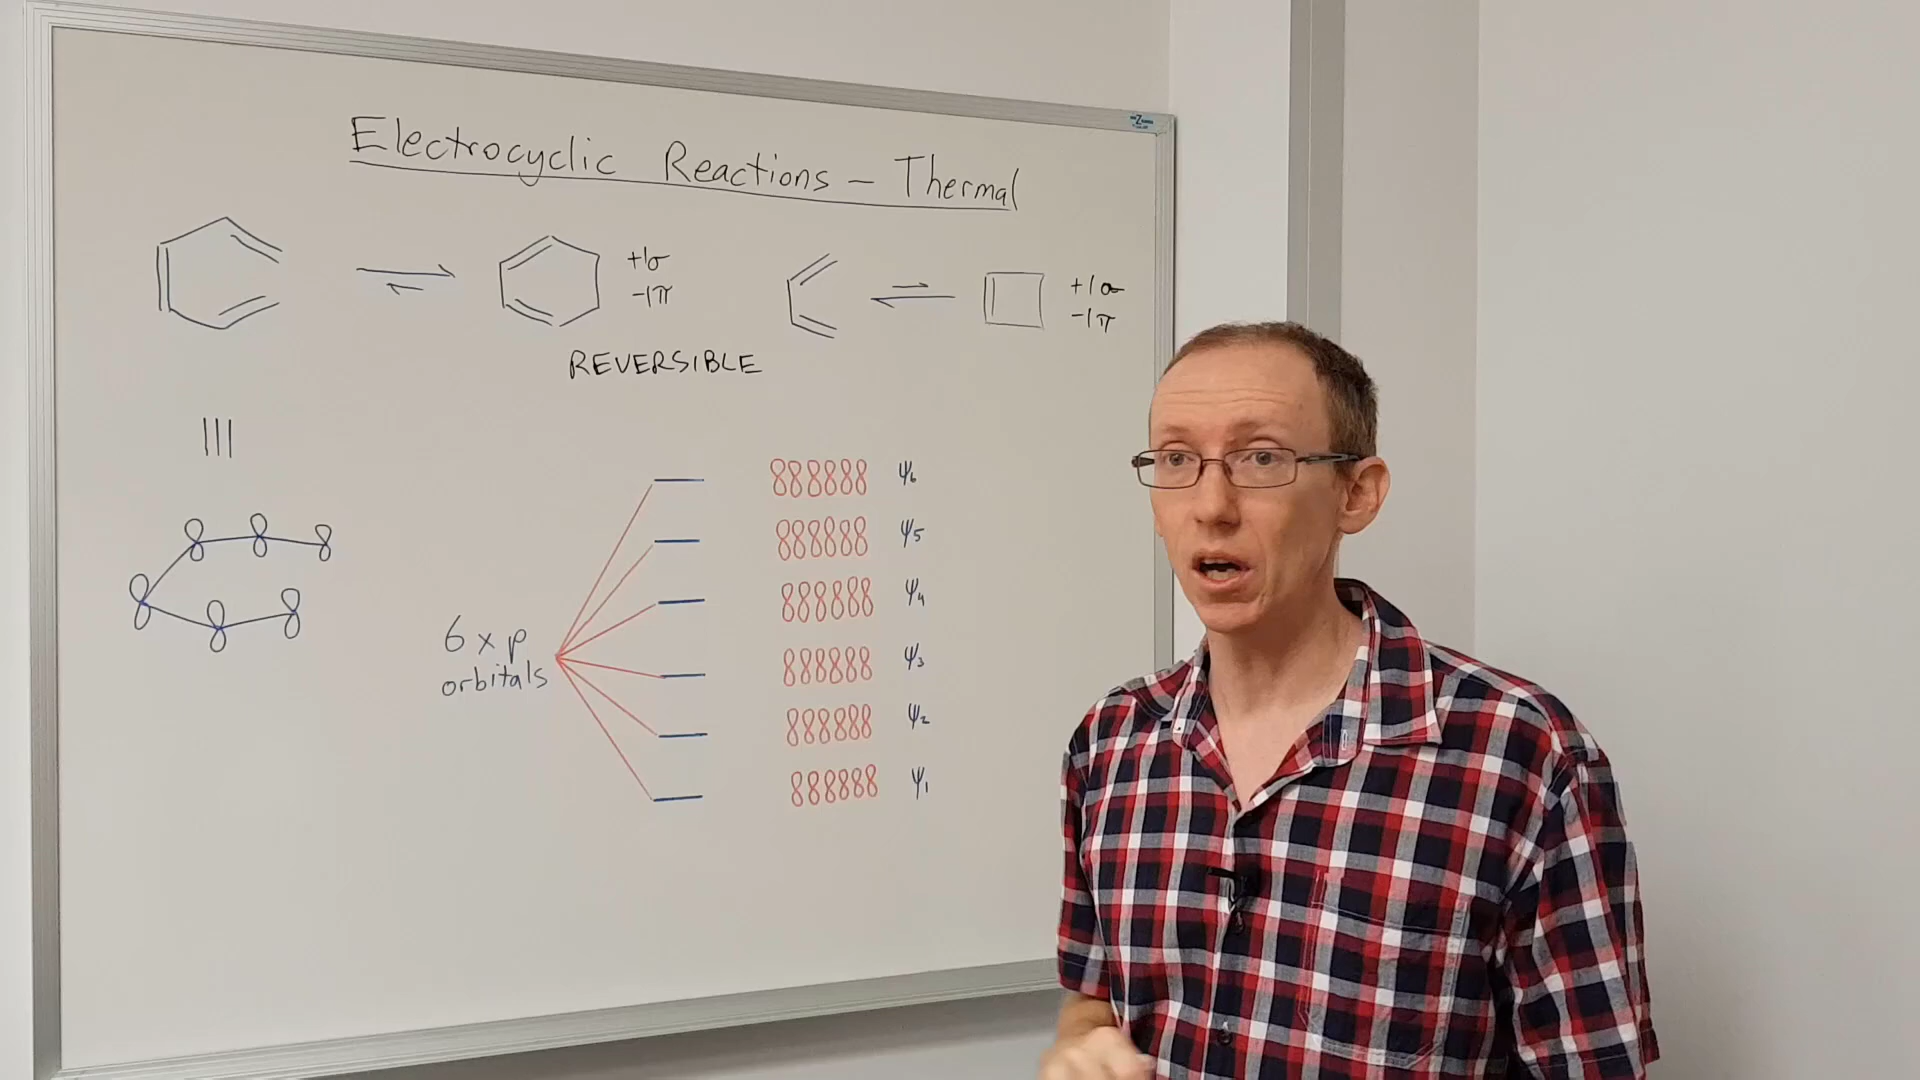 Electrocyclic Reactions – Thermal
+1σ
-1π
+1σ
-1π
REVERSIBLE
6 x p
orbitals
ψ6
ψ5
ψ4
ψ3
ψ2
ψ1